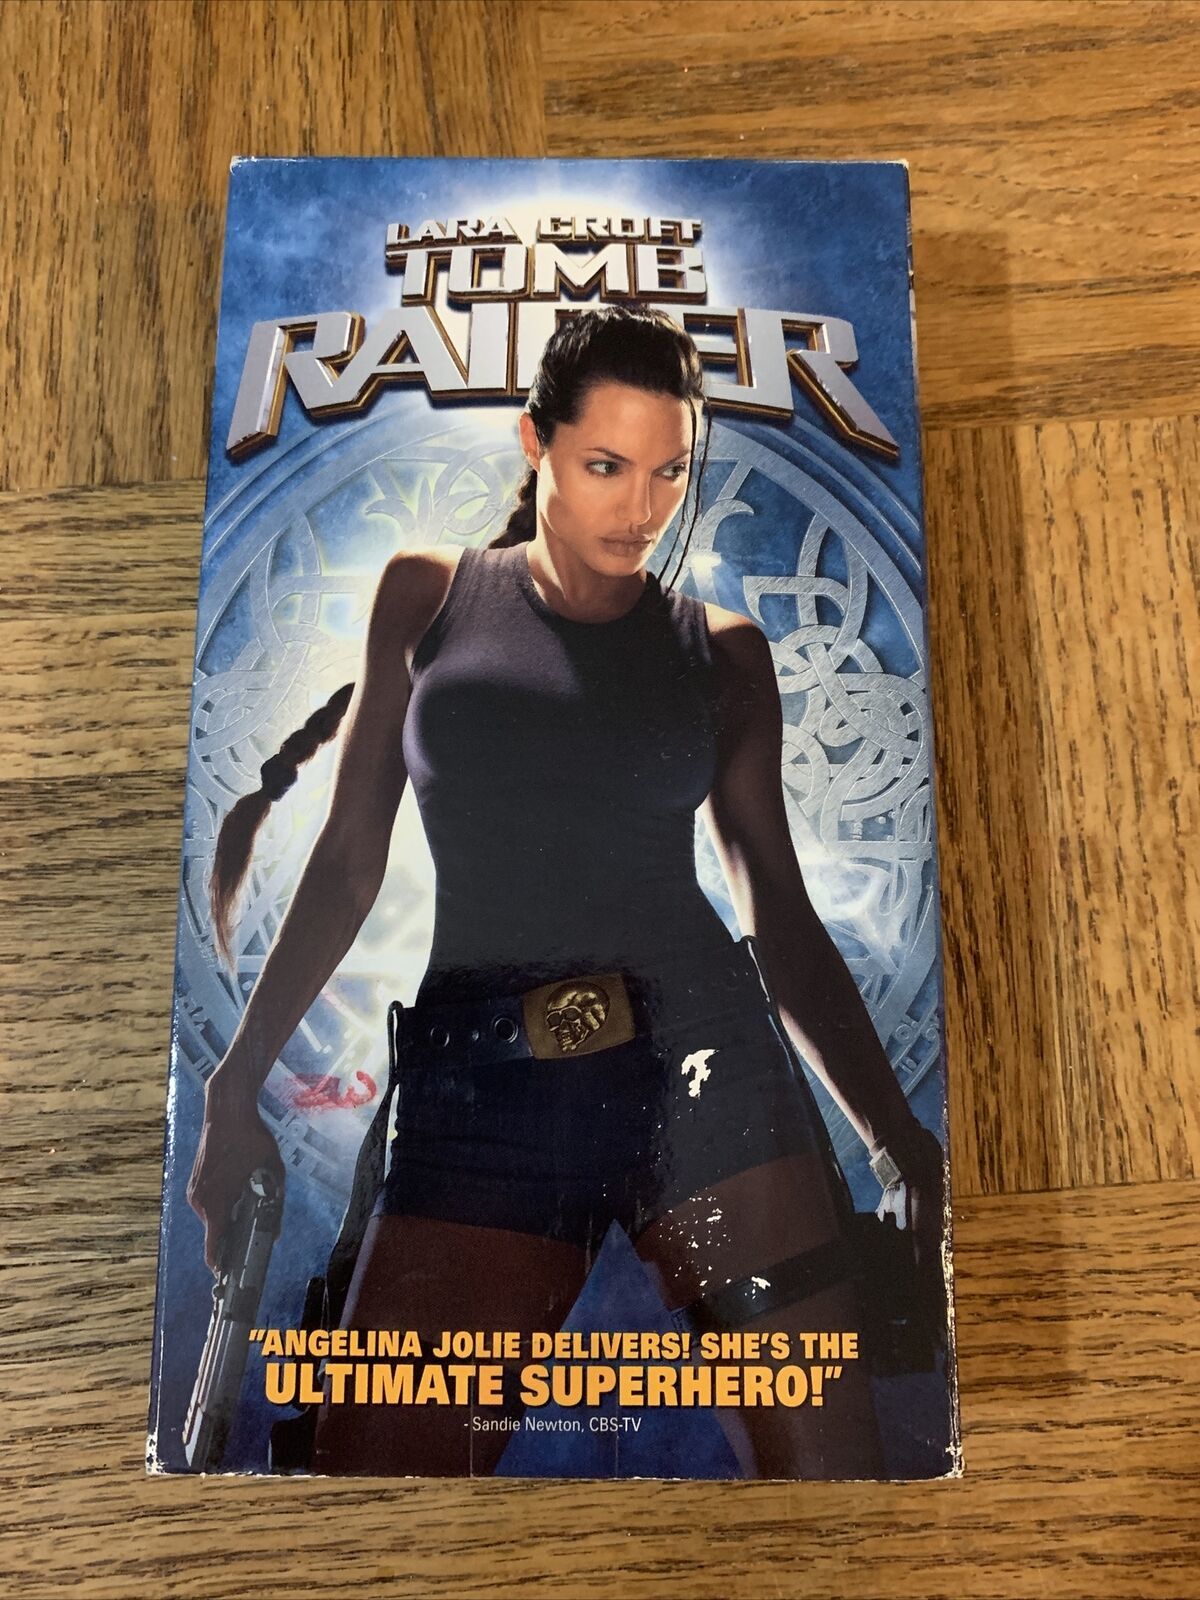 LARA CROFT
TOMB
RAIDER
"ANGELINA JOLIE DELIVERS! SHE'S THE
ULTIMATE SUPERHERO!"
- Sandie Newton, CBS-TV